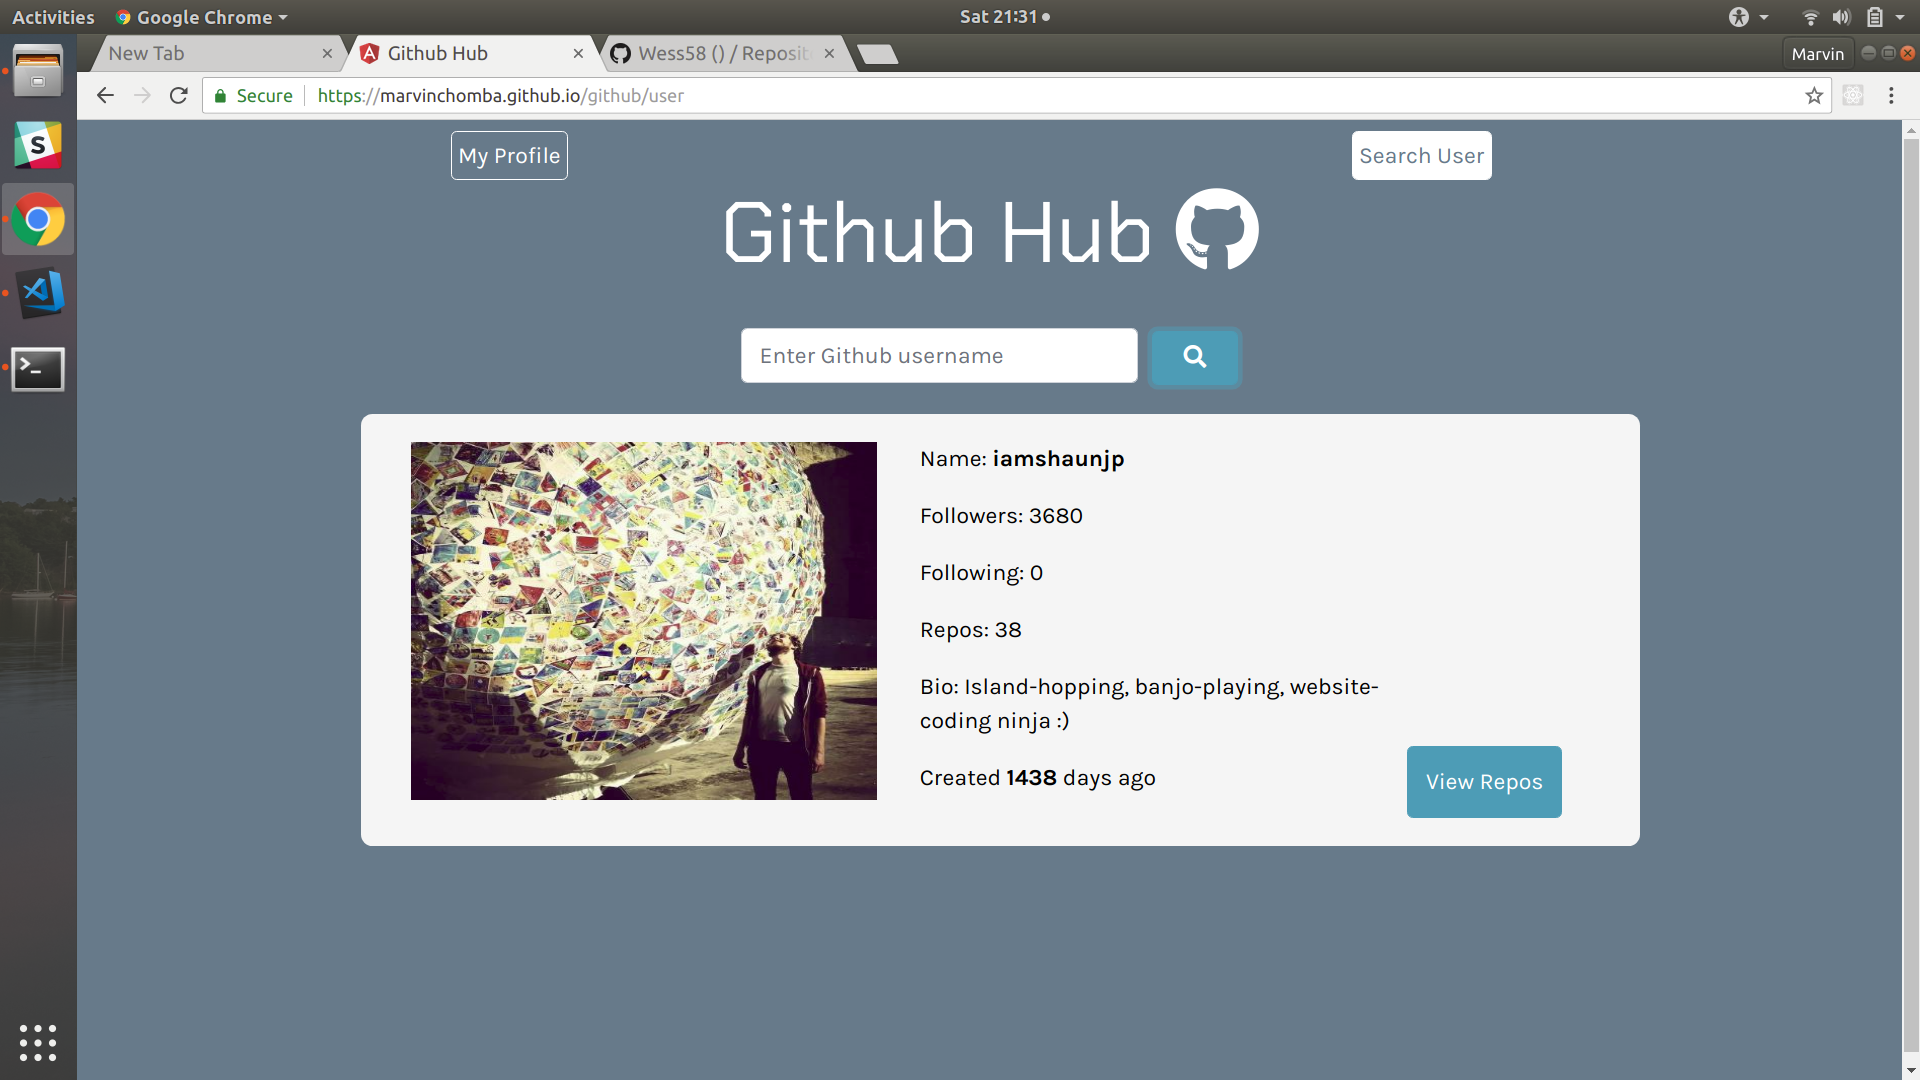 Activities
Google Chrome
Sat 21:31
New Tab
Github Hub
Wess58 () / Reposit
Marvin
Secure
https://marvinchomba.github.io/github/user
My Profile
Search User
Github Hub
Enter Github username
Name: iamshaunjp
Followers: 3680
Following: 0
Repos: 38
Bio: Island-hopping, banjo-playing, website-
coding ninja :)
Created 1438 days ago
View Repos